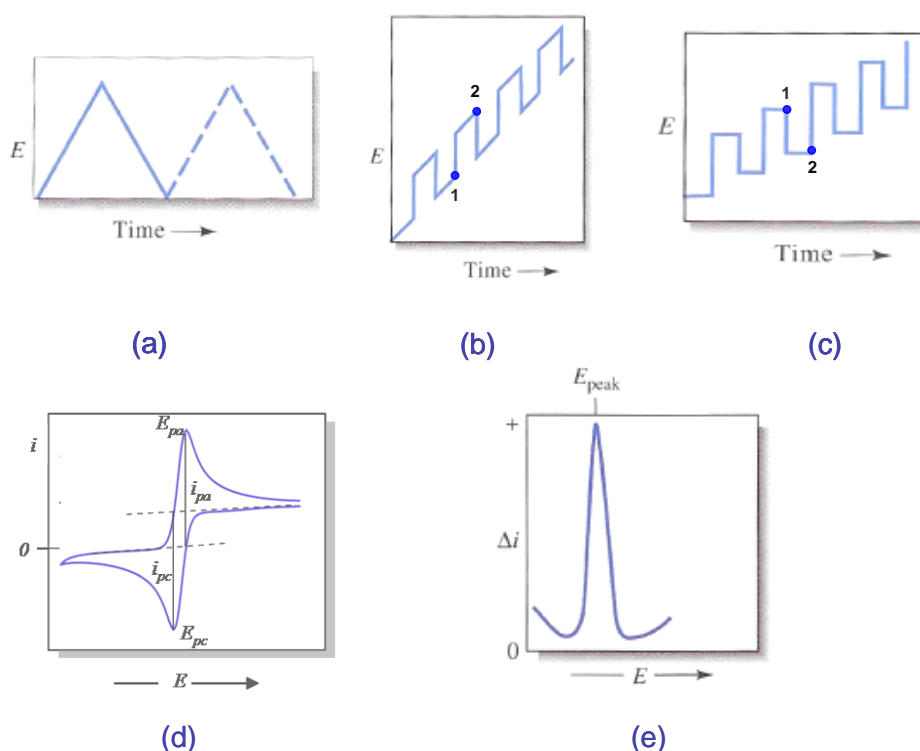 E
Time
(a)
E
2
1
Time
(b)
E
1
2
Time
(c)
i
0
E_pa
i_pa
i_pc
E_pc
E
(d)
E_peak
+
Δi
0
E
(e)